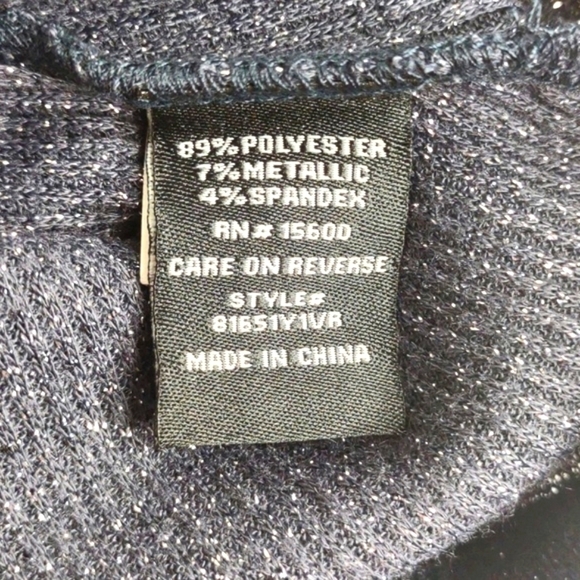 89%POLYESTER
7%METALLIC
4%SPANDEX
RN# 15600
CARE ON REVERSE
STYLE#
81651Y1VB
MADE IN CHINA